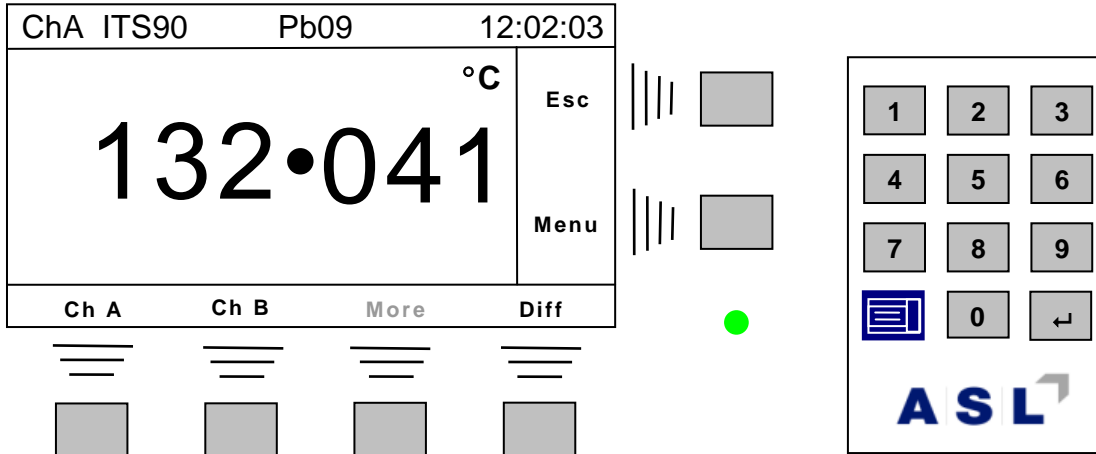 ChA ITS90 Pb09 12:02:03
°C
132•041
Esc
Menu
Ch A Ch B More Diff
1 2 3
4 5 6
7 8 9
0 ↵
ASL